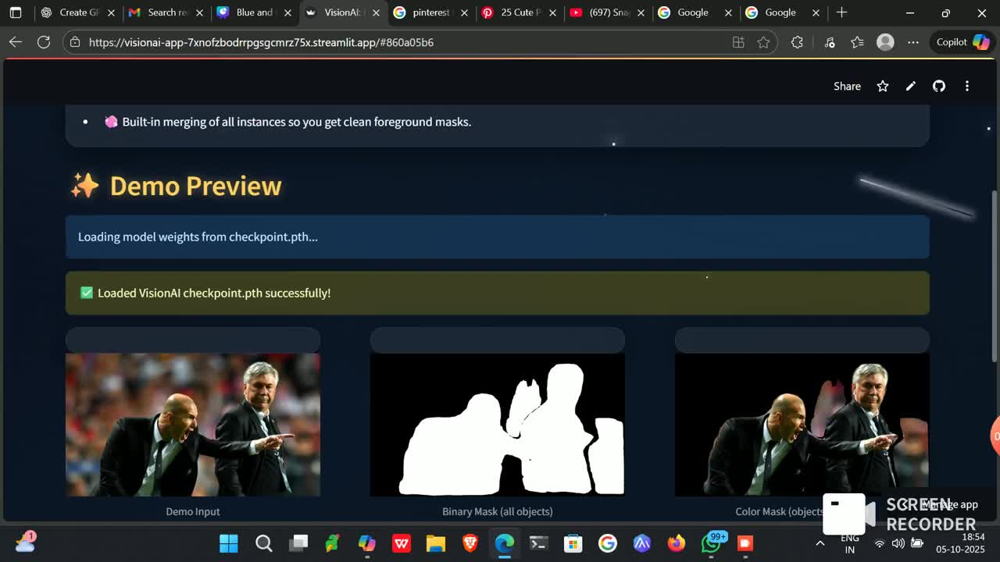 Create GF
Search re
Blue and
VisionAI:
pinterest
25 Cute P
(697) Sna
Google
Google
https://visionai-app-7xnofzbodrrpgsgcmrz75x.streamlit.app/#860a05b6
Copilot
Share
• Built-in merging of all instances so you get clean foreground masks.
Demo Preview
Loading model weights from checkpoint.pth...
Loaded VisionAI checkpoint.pth successfully!
Demo Input
Binary Mask (all objects)
Color Mask (objects
Manage app
SCREEN
RECORDER
1
99+
ENG
IN
18:54
05-10-2025